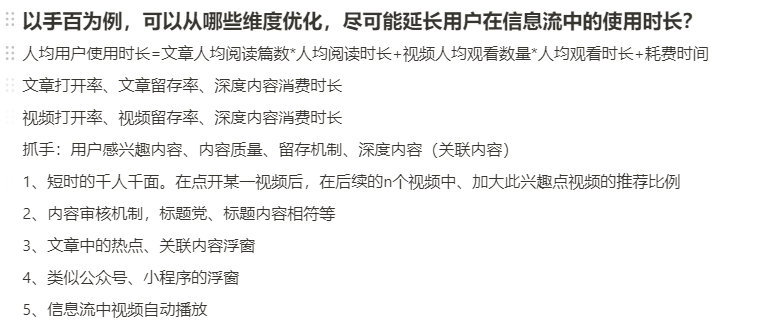 以手百为例，可以从哪些维度优化，尽可能延长用户在信息流中的使用时长？
人均用户使用时长=文章人均阅读篇数*人均阅读时长+视频人均观看数量*人均观看时长+耗费时间
文章打开率、文章留存率、深度内容消费时长
视频打开率、视频留存率、深度内容消费时长
抓手：用户感兴趣内容、内容质量、留存机制、深度内容（关联内容）
1、短时的千人千面。在点开某一视频后，在后续的n个视频中、加大此兴趣点视频的推荐比例
2、内容审核机制，标题党、标题内容相符等
3、文章中的热点、关联内容浮窗
4、类似公众号、小程序的浮窗
5、信息流中视频自动播放